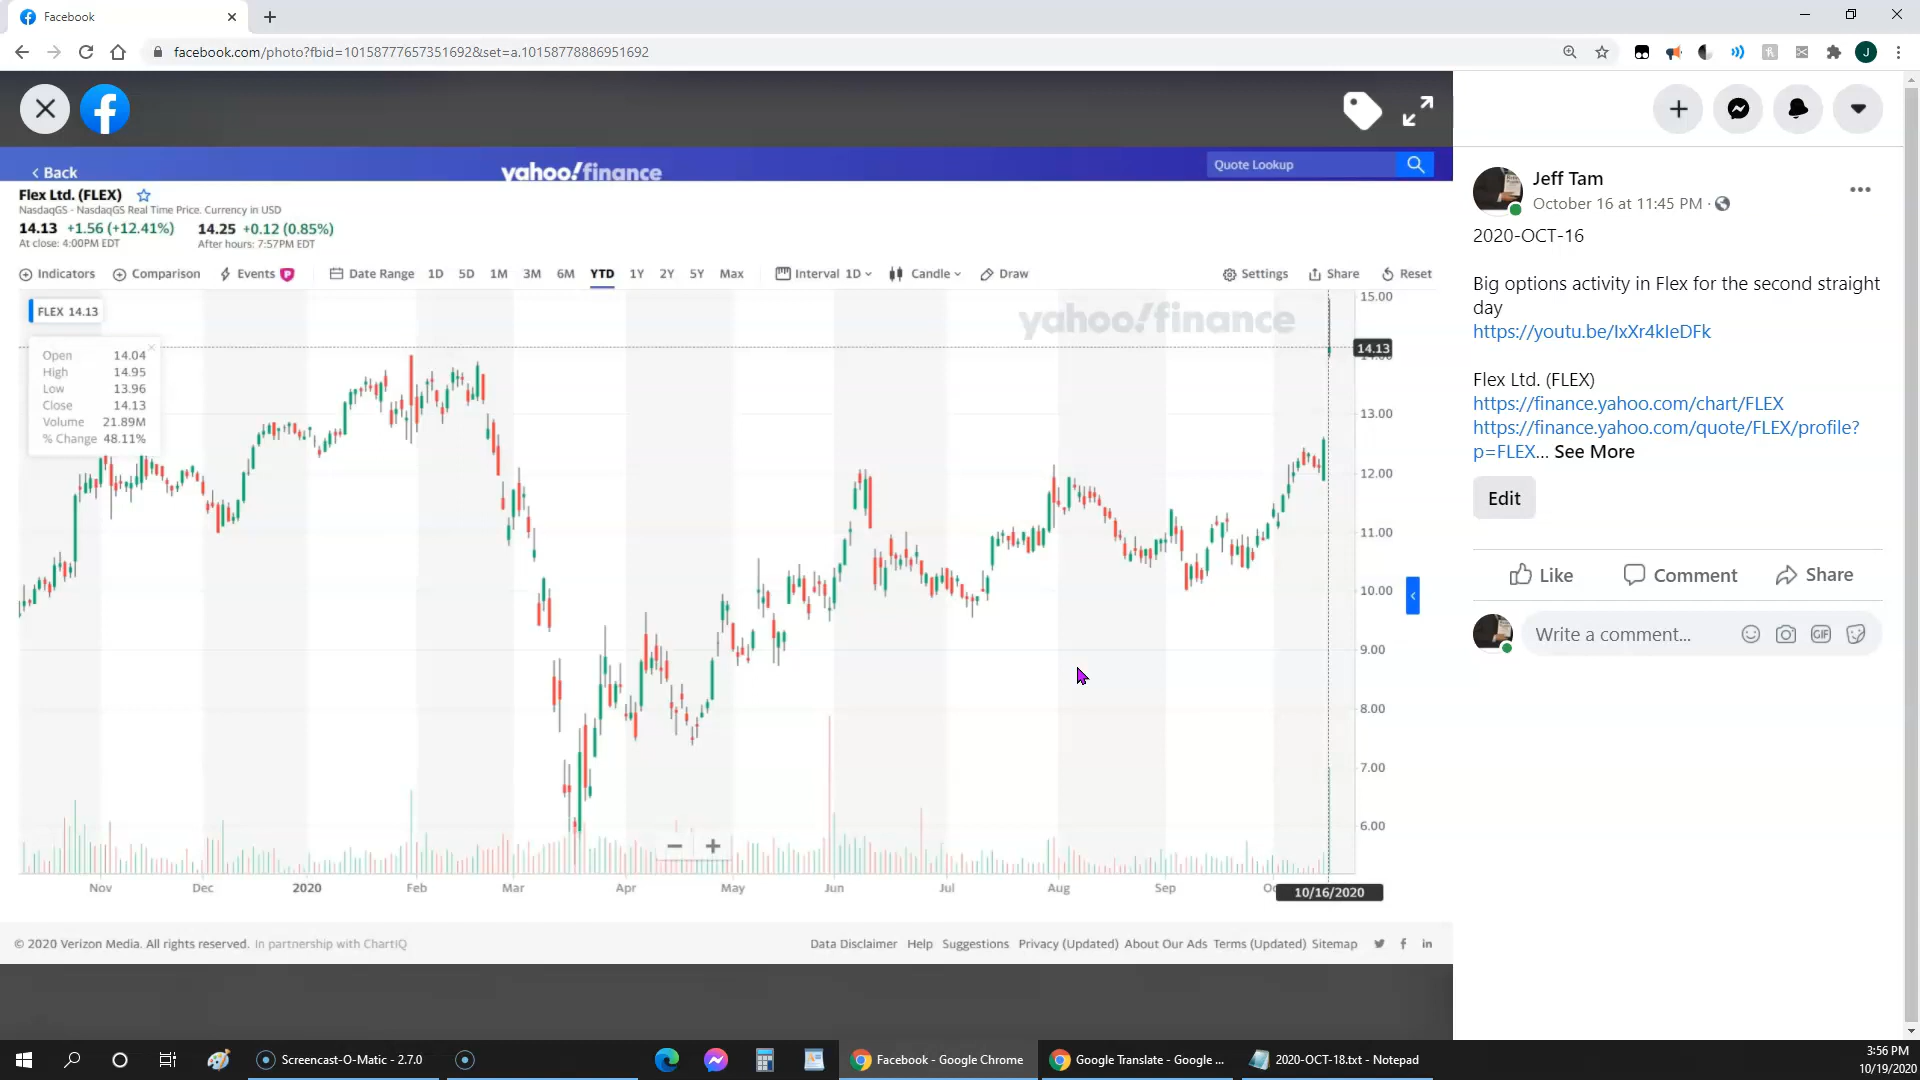 Facebook
facebook.com/photo?fbid=10158777657351692&set=a.10158778886951692
J
< Back
yahoo!finance
Quote Lookup
Flex Ltd. (FLEX)
NasdaqGS - NasdaqGS Real Time Price. Currency in USD
14.13 +1.56 (+12.41%) 14.25 +0.12 (0.85%)
At close: 4:00PM EDT After hours: 7:57PM EDT
Indicators Comparison Events P Date Range 1D 5D 1M 3M 6M YTD 1Y 2Y 5Y Max Interval 1D Candle Draw Settings Share Reset
FLEX 14.13
yahoo!finance
Open 14.04
High 14.95
Low 13.96
Close 14.13
Volume 21.89M
% Change 48.11%
15.00
14.13
14.00
13.00
12.00
11.00
10.00
9.00
8.00
7.00
6.00
Nov Dec 2020 Feb Mar Apr May Jun Jul Aug Sep 10/16/2020
© 2020 Verizon Media. All rights reserved. In partnership with ChartIQ
Data Disclaimer Help Suggestions Privacy (Updated) About Our Ads Terms (Updated) Sitemap
Jeff Tam
October 16 at 11:45 PM ·
2020-OCT-16
Big options activity in Flex for the second straight
day
https://youtu.be/IxXr4kIeDFk
Flex Ltd. (FLEX)
https://finance.yahoo.com/chart/FLEX
https://finance.yahoo.com/quote/FLEX/profile?
p=FLEX... See More
Edit
Like Comment Share
Write a comment...
GIF
Screencast-O-Matic - 2.7.0
Facebook - Google Chrome
Google Translate - Google ...
2020-OCT-18.txt - Notepad
3:56 PM
10/19/2020